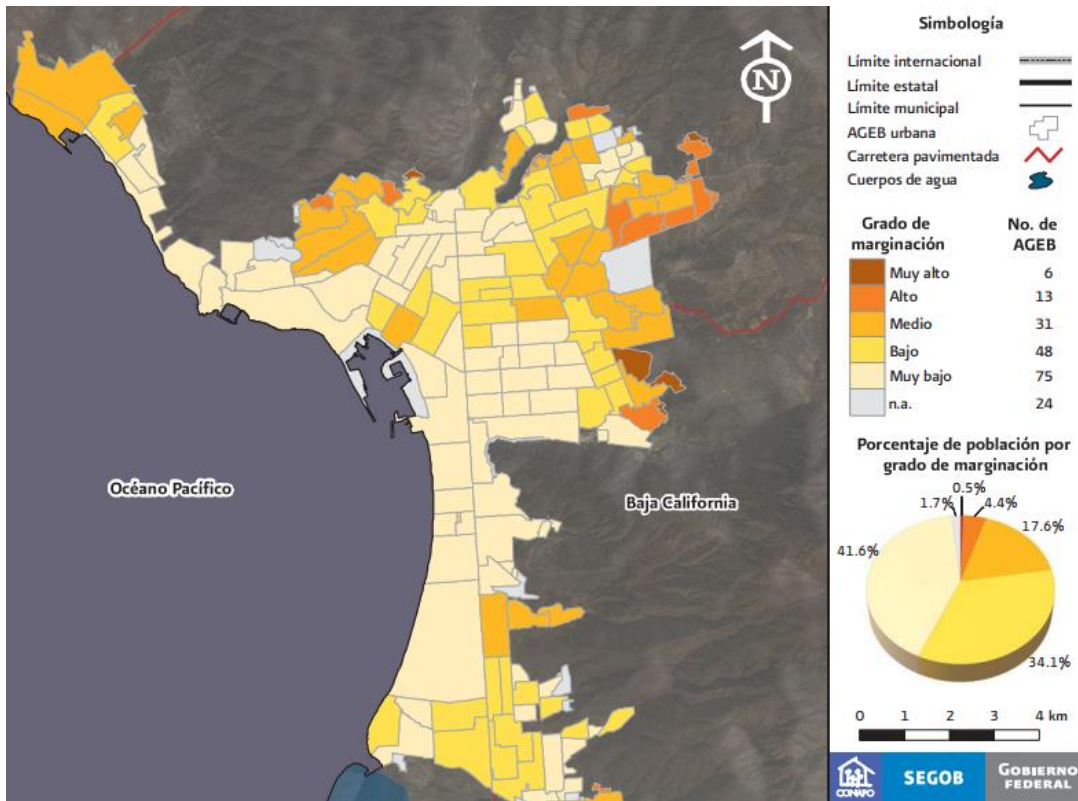 Simbología
Límite internacional
Límite estatal
Límite municipal
AGEB urbana
Carretera pavimentada
Cuerpos de agua
Grado de marginación
No. de AGEB
Muy alto 6
Alto 13
Medio 31
Bajo 48
Muy bajo 75
n.a. 24
Porcentaje de población por
grado de marginación
0.5%
1.7%
4.4%
17.6%
41.6%
34.1%
0 1 2 3 4 km
CONAPO
SEGOB
GOBIERNO
FEDERAL
N
Océano Pacífico
Baja California